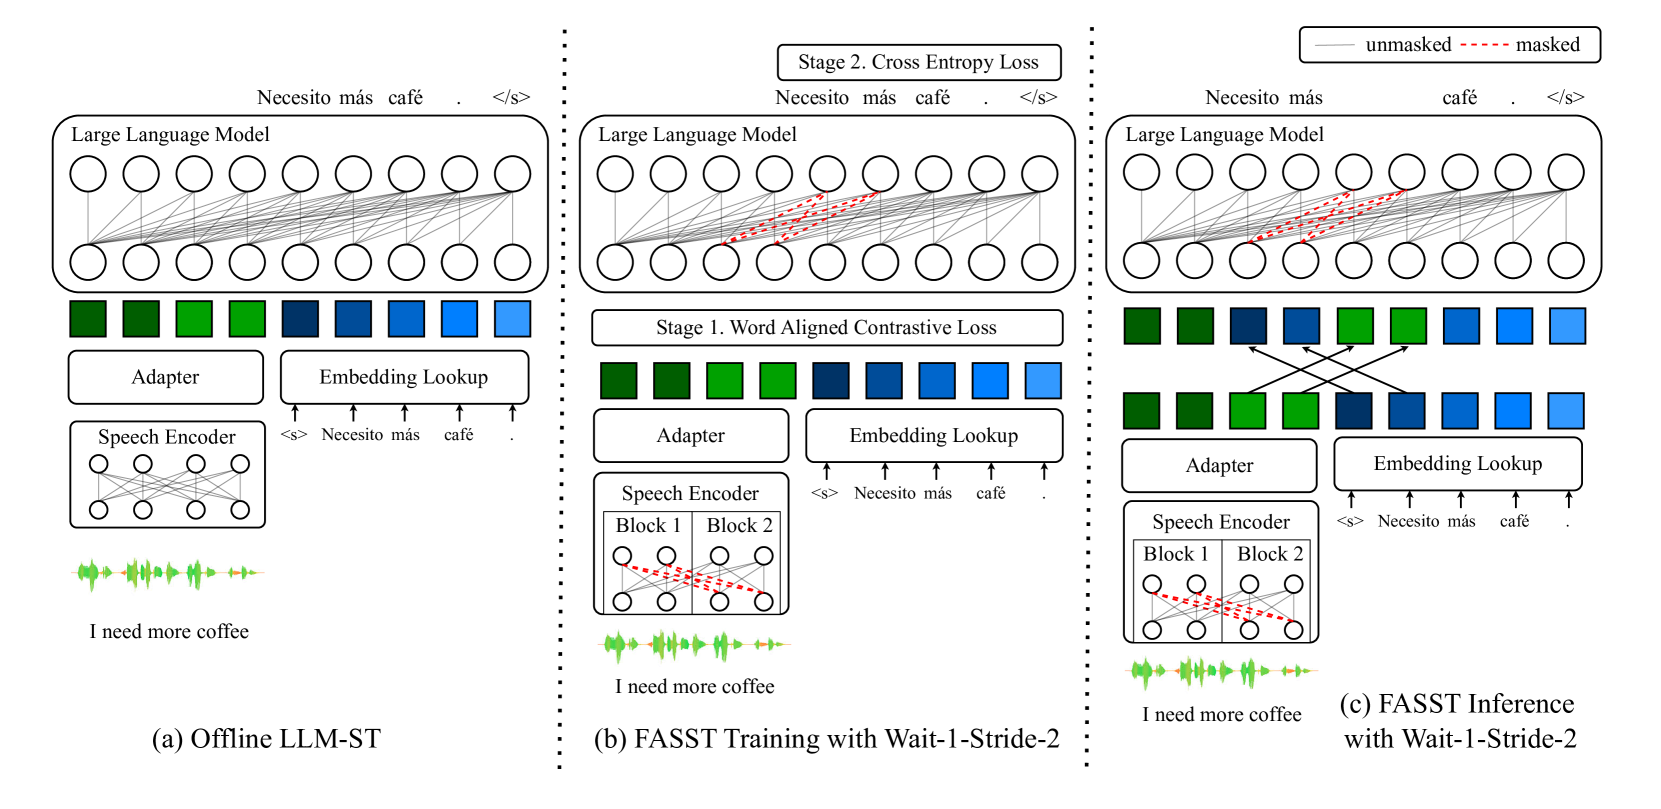 Necesito más café . </s>
Large Language Model
Adapter
Embedding Lookup
Speech Encoder
<s> Necesito más café .
I need more coffee
(a) Offline LLM-ST
Stage 2. Cross Entropy Loss
Necesito más café . </s>
Large Language Model
Stage 1. Word Aligned Contrastive Loss
Adapter
Embedding Lookup
Speech Encoder
<s> Necesito más café .
Block 1 Block 2
I need more coffee
(b) FASST Training with Wait-1-Stride-2
unmasked masked
Necesito más café . </s>
Large Language Model
Adapter
Embedding Lookup
Speech Encoder
<s> Necesito más café .
Block 1 Block 2
I need more coffee
(c) FASST Inference
with Wait-1-Stride-2